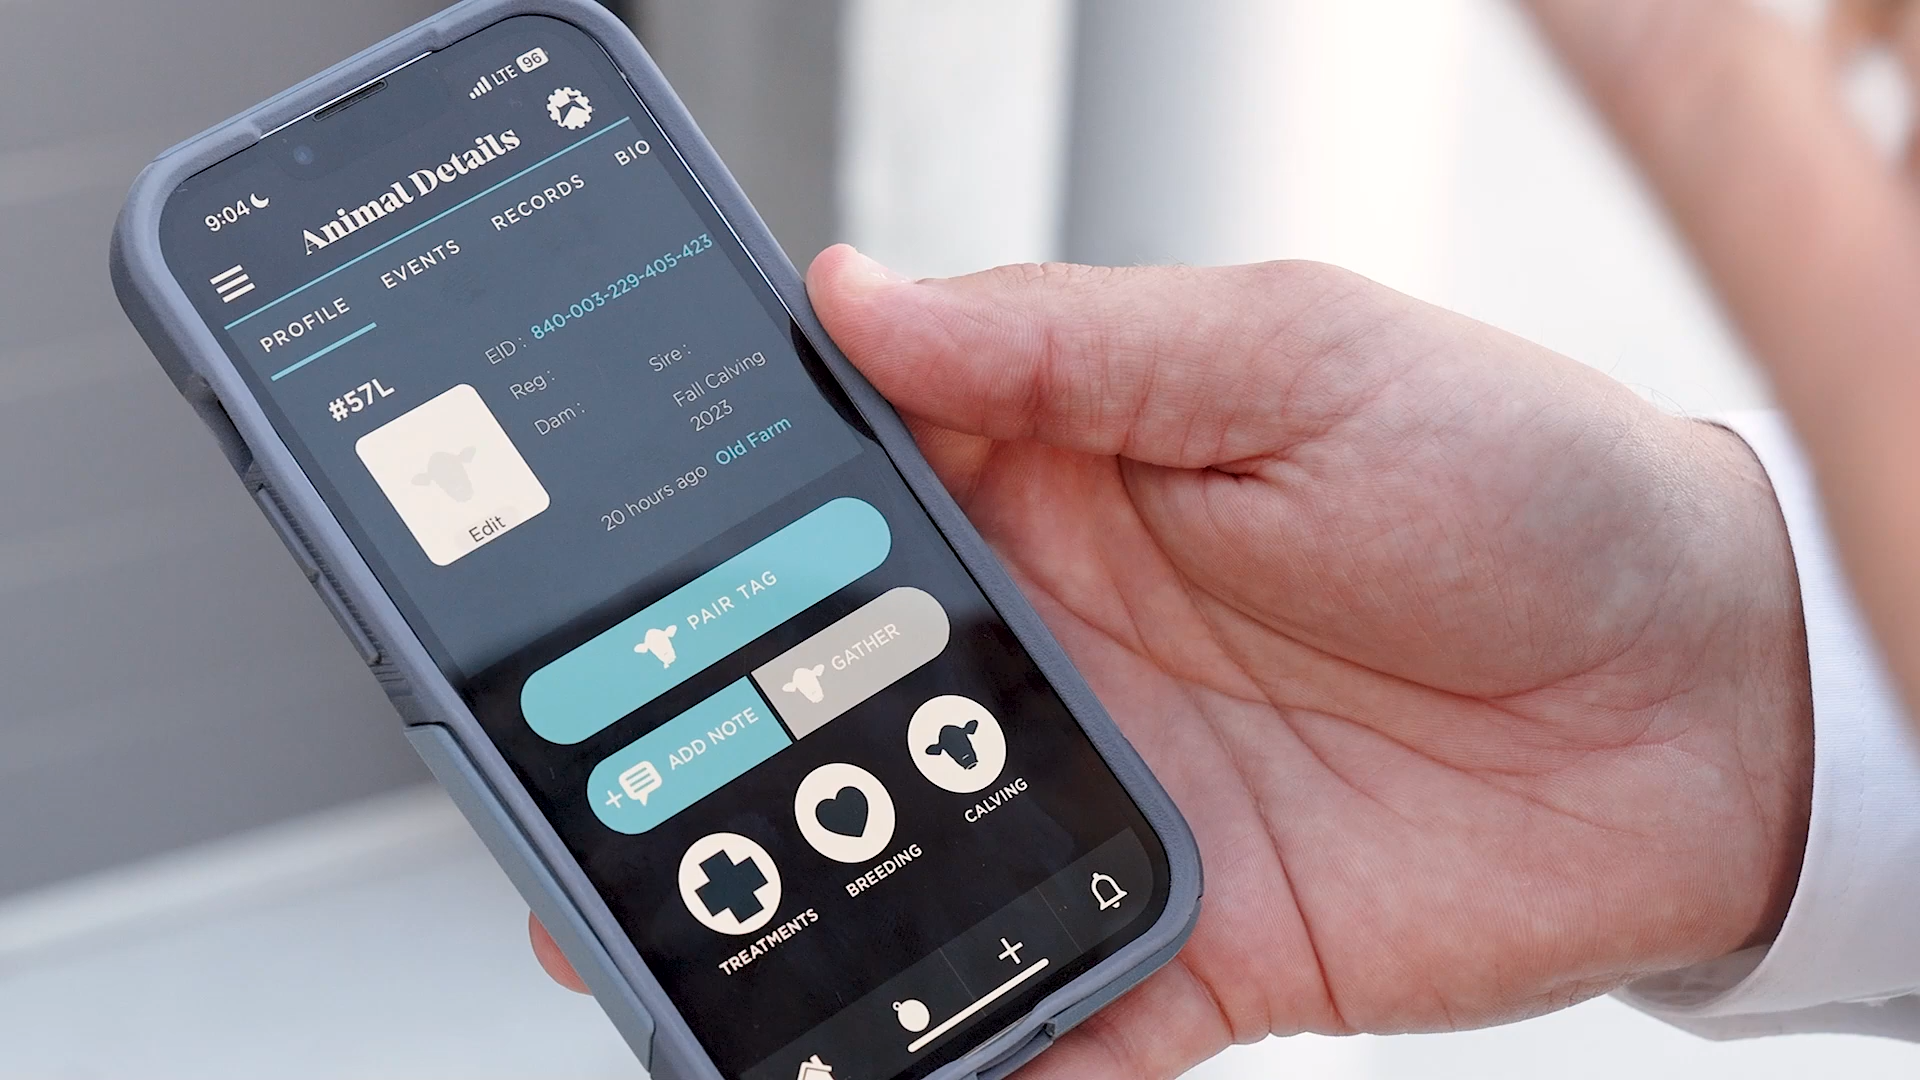 9:04
LTE 96
Animal Details
PROFILE EVENTS RECORDS BIO
#57L
EID : 840-003-229-405-423
Reg : Sire :
Dam : Fall Calving
2023
20 hours ago Old Farm
Edit
PAIR TAG
+ ADD NOTE GATHER
TREATMENTS BREEDING CALVING
+